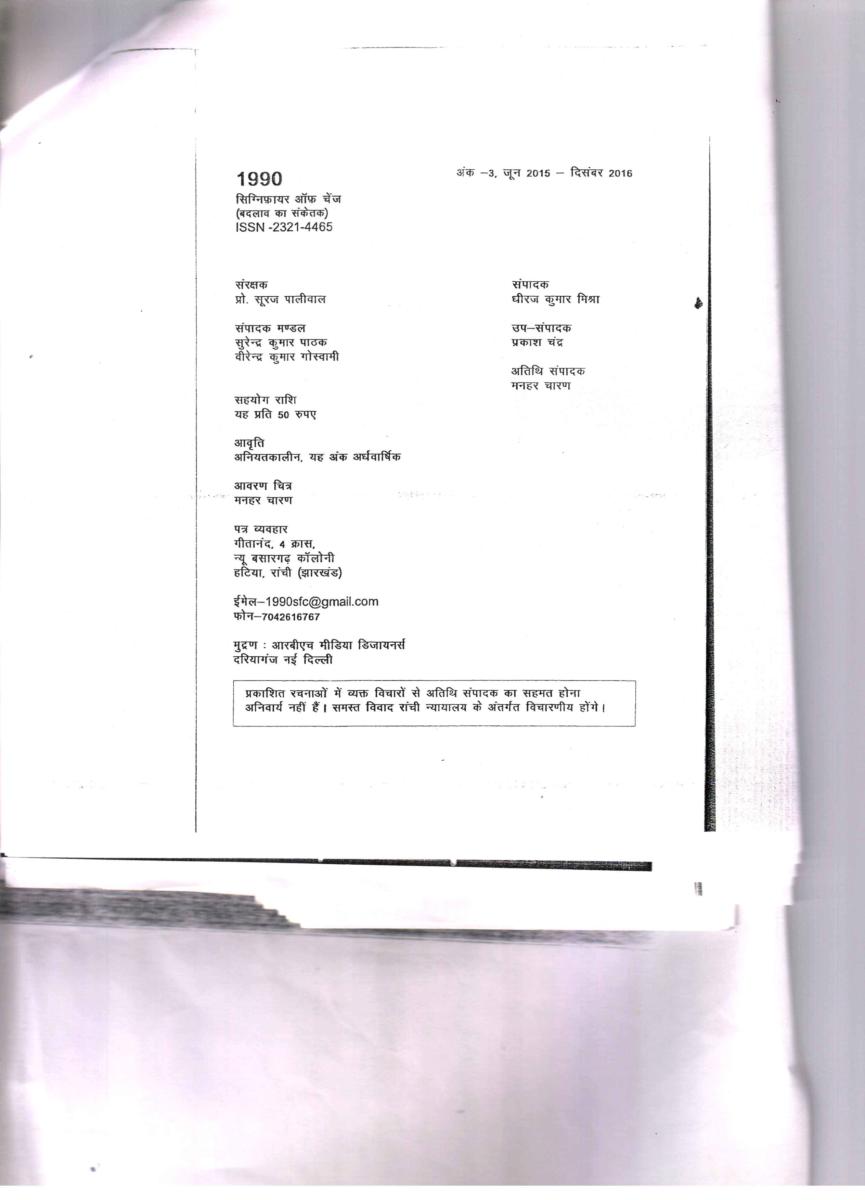 1990
सिग्निफ़ायर ऑफ़ चेंज
(बदलाव का संकेतक)
ISSN -2321-4465
अंक –3, जून 2015 – दिसंबर 2016
संरक्षक
प्रो. सूरज पालीवाल
संपादक मण्डल
सुरेन्द्र कुमार पाठक
वीरेन्द्र कुमार गोस्वामी
सहयोग राशि
यह प्रति 50 रुपए
आवृति
अनियतकालीन, यह अंक अर्धवार्षिक
आवरण चित्र
मनहर चारण
पत्र व्यवहार
गीतानंद, 4 क्रास,
न्यू बसारगढ़ कॉलोनी
हटिया, रांची (झारखंड)
ईमेल–1990sfc@gmail.com
फोन–7042616767
मुद्रण : आरबीएच मीडिया डिजायनर्स
दरियागंज नई दिल्ली
संपादक
धीरज कुमार मिश्रा
उप–संपादक
प्रकाश चंद्र
अतिथि संपादक
मनहर चारण
प्रकाशित रचनाओं में व्यक्त विचारों से अतिथि संपादक का सहमत होना
अनिवार्य नहीं हैं। समस्त विवाद रांची न्यायालय के अंतर्गत विचारणीय होंगे।